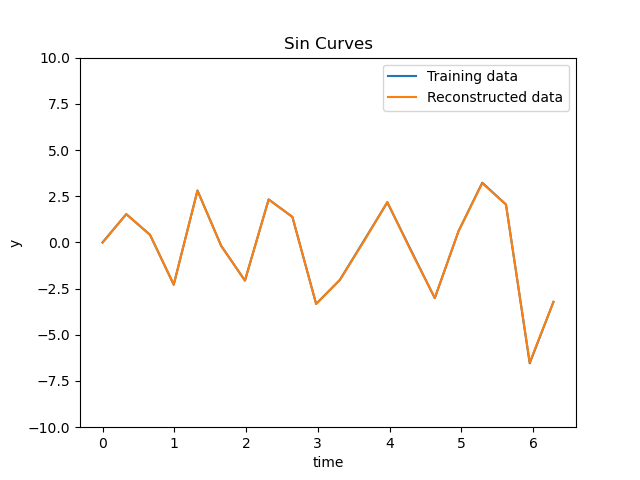 Sin Curves
Training data
Reconstructed data
10.0
7.5
5.0
2.5
0.0
−2.5
−5.0
−7.5
−10.0
y
0 1 2 3 4 5 6
time